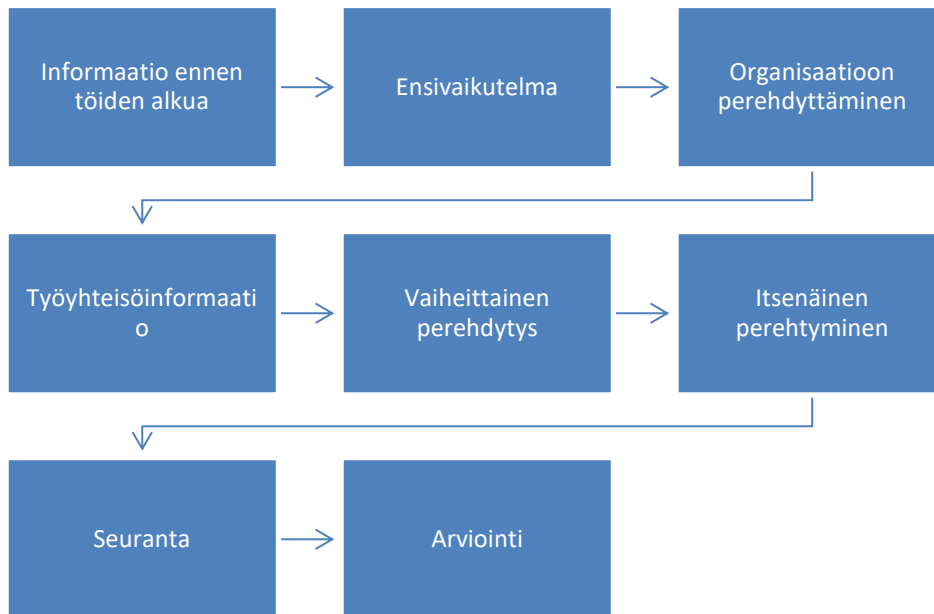 Informaatio ennen
töiden alkua
Ensivaikutelma
Organisaatioon
perehdyttäminen
Työyhteisöinformaati
o
Vaiheittainen
perehdytys
Itsenäinen
perehtyminen
Seuranta
Arviointi